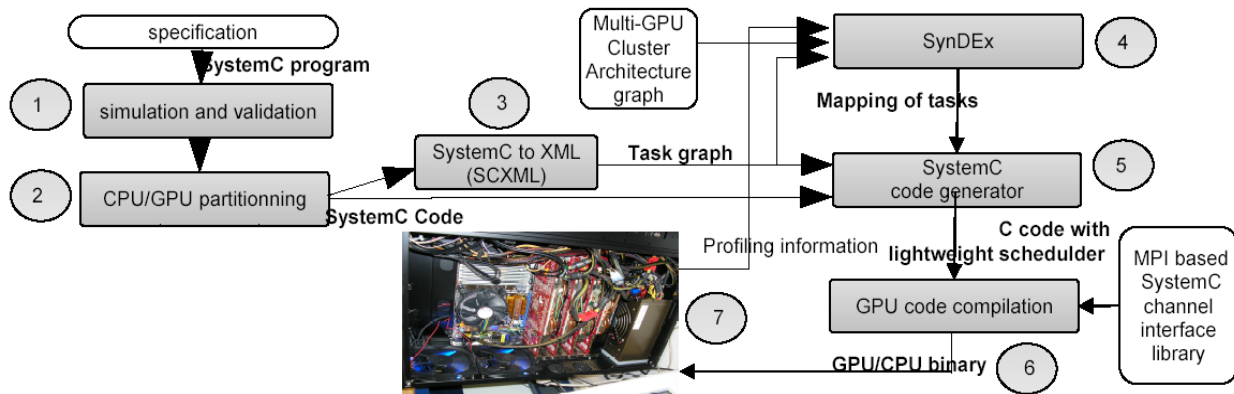 specification
SystemC program
1
simulation and validation
2
CPU/GPU partitionning
3
SystemC to XML
(SCXML)
Task graph
SystemC Code
Multi-GPU
Cluster
Architecture
graph
SynDEx
4
Mapping of tasks
SystemC
code generator
5
Profiling information
C code with
lightweight schedulder
GPU code compilation
MPI based
SystemC
channel
interface
library
7
GPU/CPU binary
6